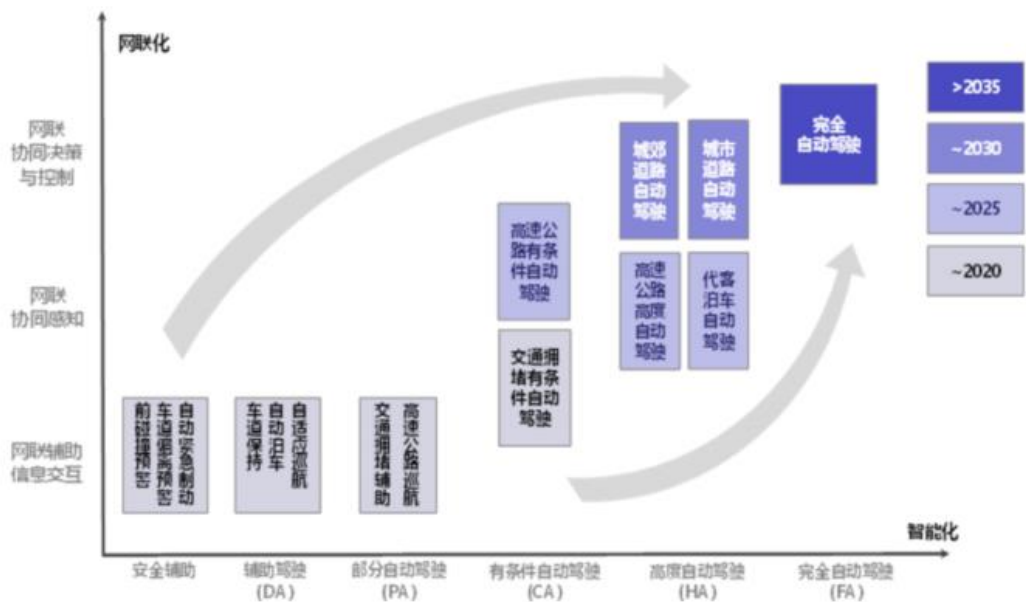 网联化
网联
协同决策
与控制
网联
协同感知
网联辅助
信息交互
完全
自动驾驶
城郊
道路
自动
驾驶
城市
道路
自动
驾驶
高速公
路有条
件自动
驾驶
高速
公路
高度
自动
驾驶
代客
泊车
自动
驾驶
交通拥
堵有条
件自动
驾驶
前碰撞预警
车道偏离预警
自动紧急制动
车道保持
自动泊车
自适应巡航
交通拥堵辅助
高速公路巡航
>2035
~2030
~2025
~2020
智能化
安全辅助
辅助驾驶
(DA)
部分自动驾驶
(PA)
有条件自动驾驶
(CA)
高度自动驾驶
(HA)
完全自动驾驶
(FA)